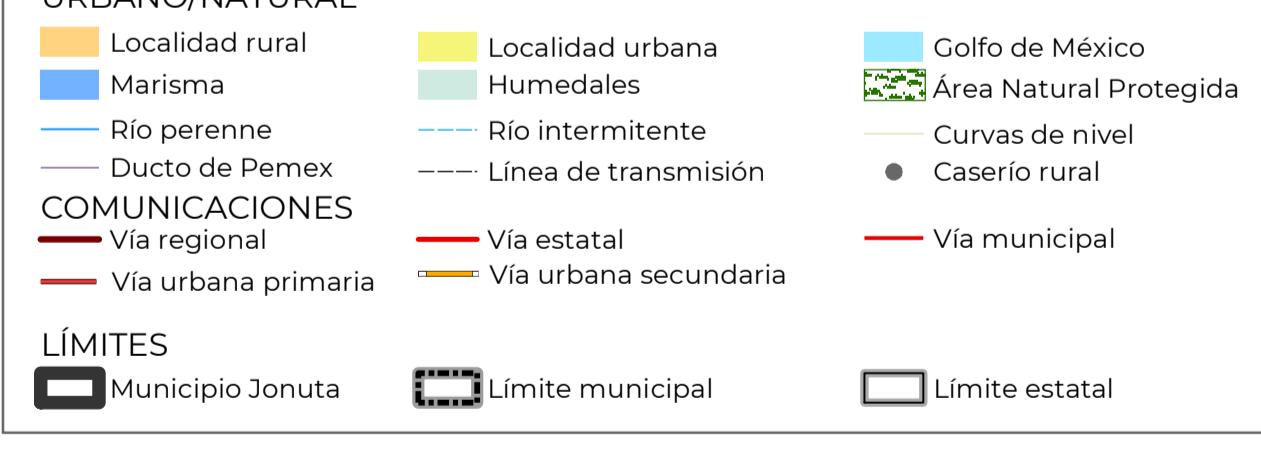 URBANO/NATURAL
Localidad rural
Localidad urbana
Golfo de México
Marisma
Humedales
Área Natural Protegida
Río perenne
Río intermitente
Curvas de nivel
Ducto de Pemex
Línea de transmisión
Caserío rural
COMUNICACIONES
Vía regional
Vía estatal
Vía municipal
Vía urbana primaria
Vía urbana secundaria
LÍMITES
Municipio Jonuta
Límite municipal
Límite estatal